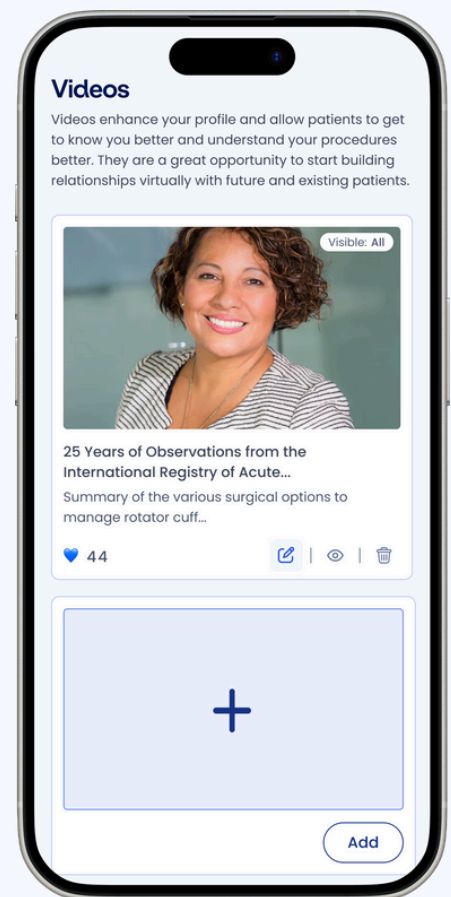 Videos
Videos enhance your profile and allow patients to get
to know you better and understand your procedures
better. They are a great opportunity to start building
relationships virtually with future and existing patients.
Visible: All
25 Years of Observations from the
International Registry of Acute...
Summary of the various surgical options to
manage rotator cuff...
44
Add